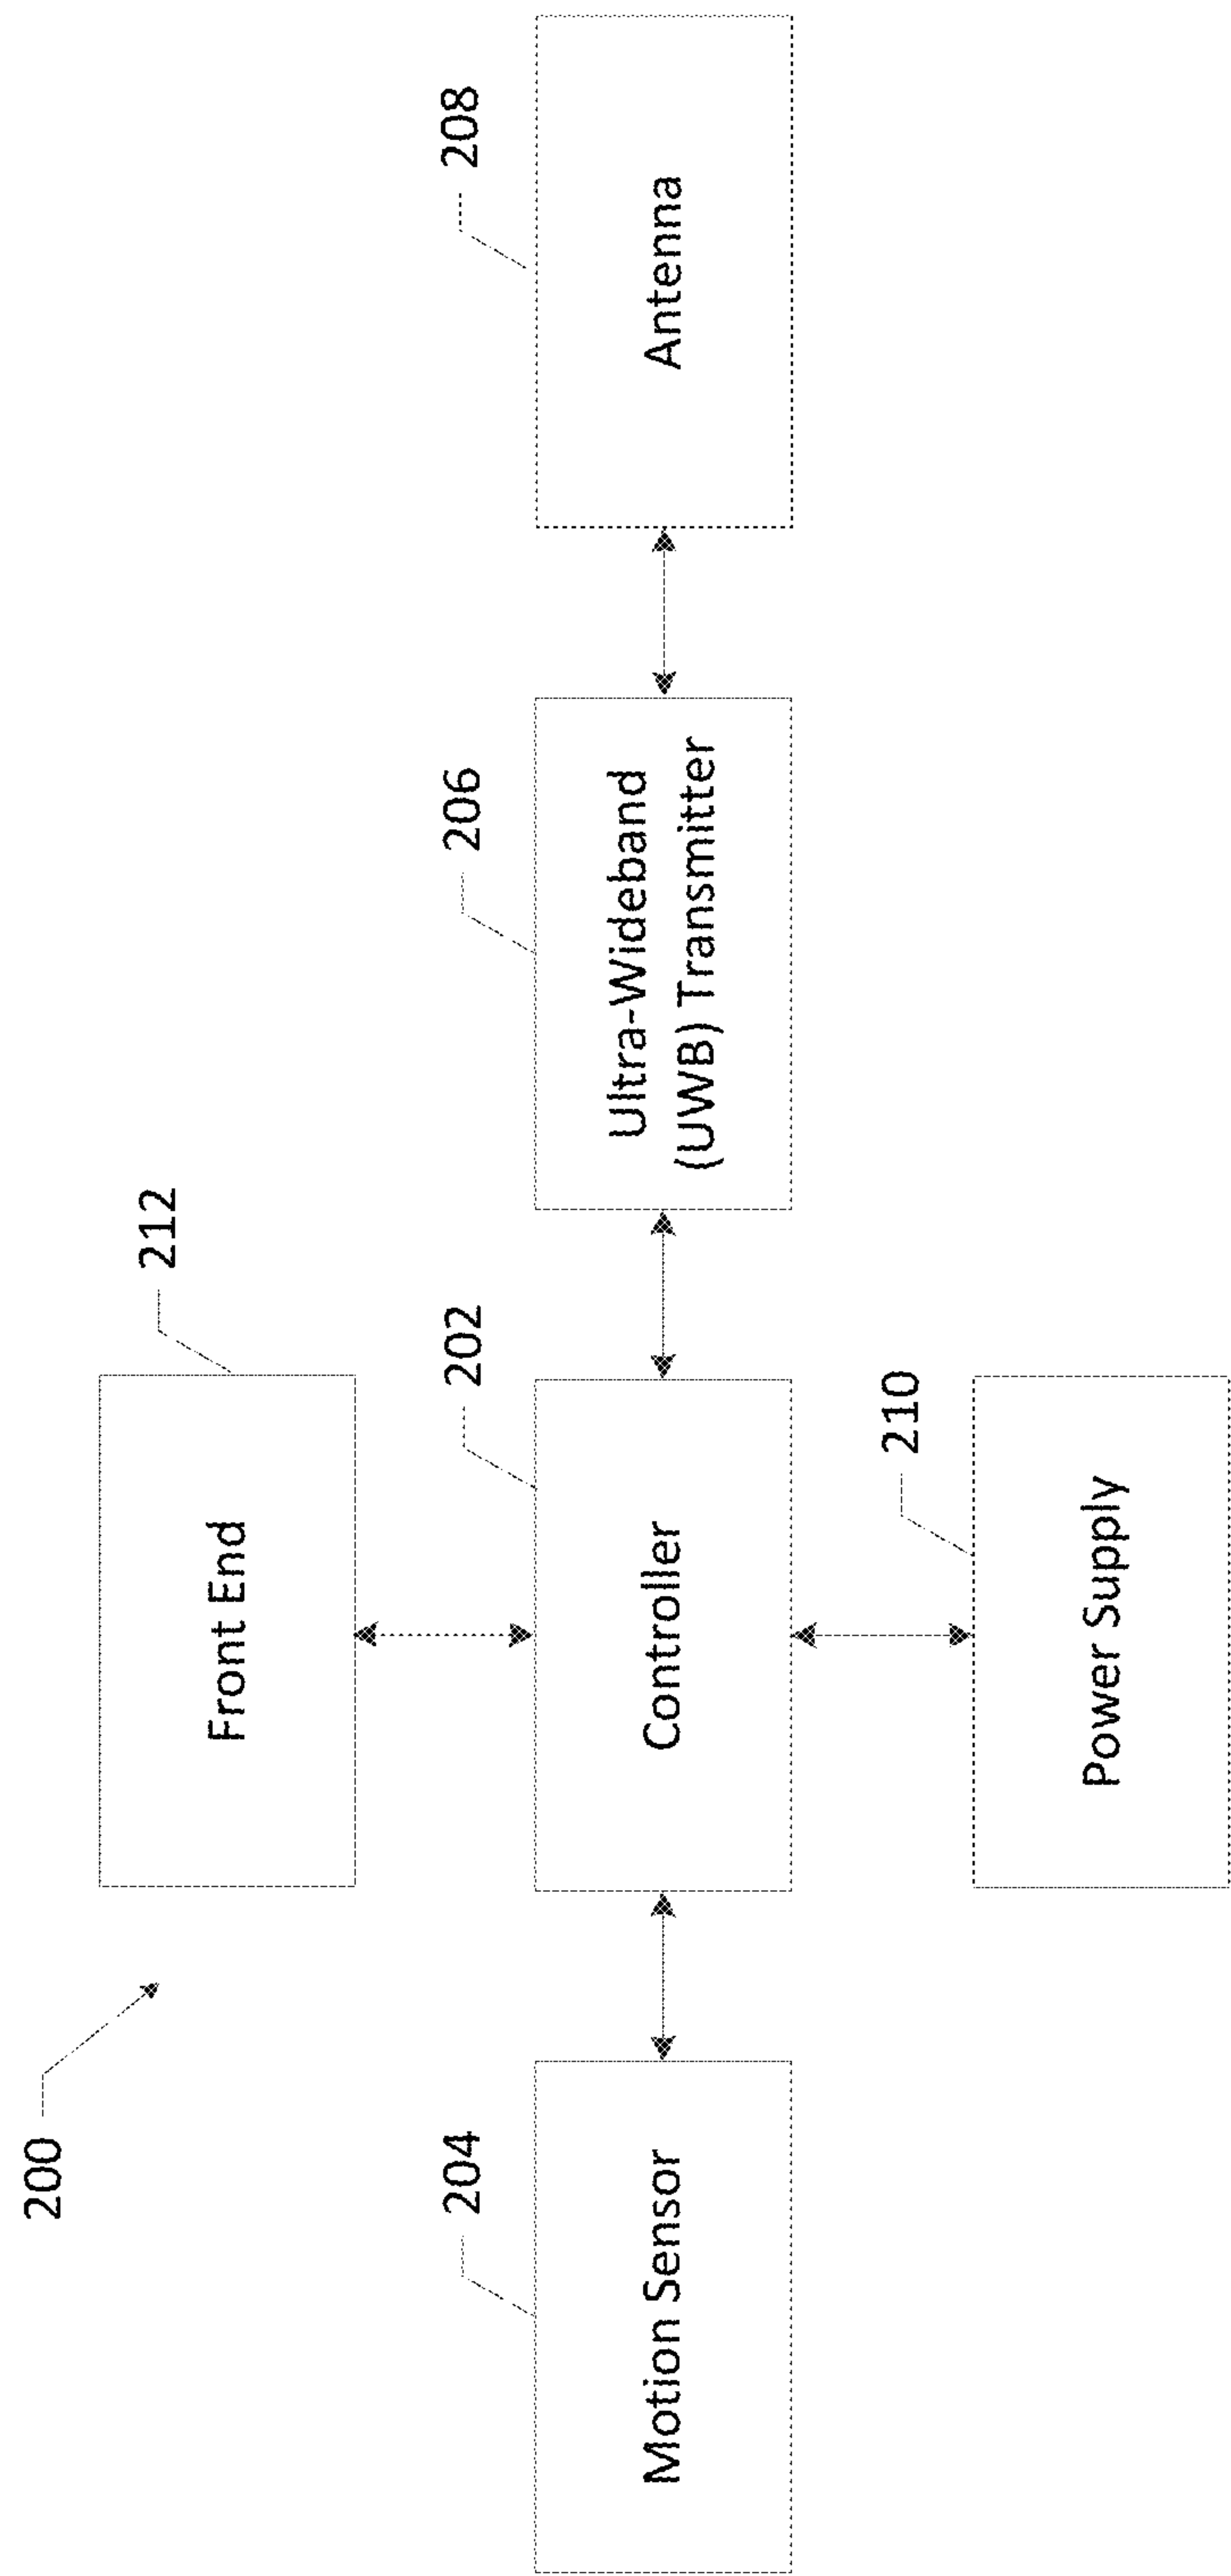 200
Front End
212
204
202
206
208
Motion Sensor
Controller
Ultra-Wideband
(UWB) Transmitter
Antenna
210
Power Supply